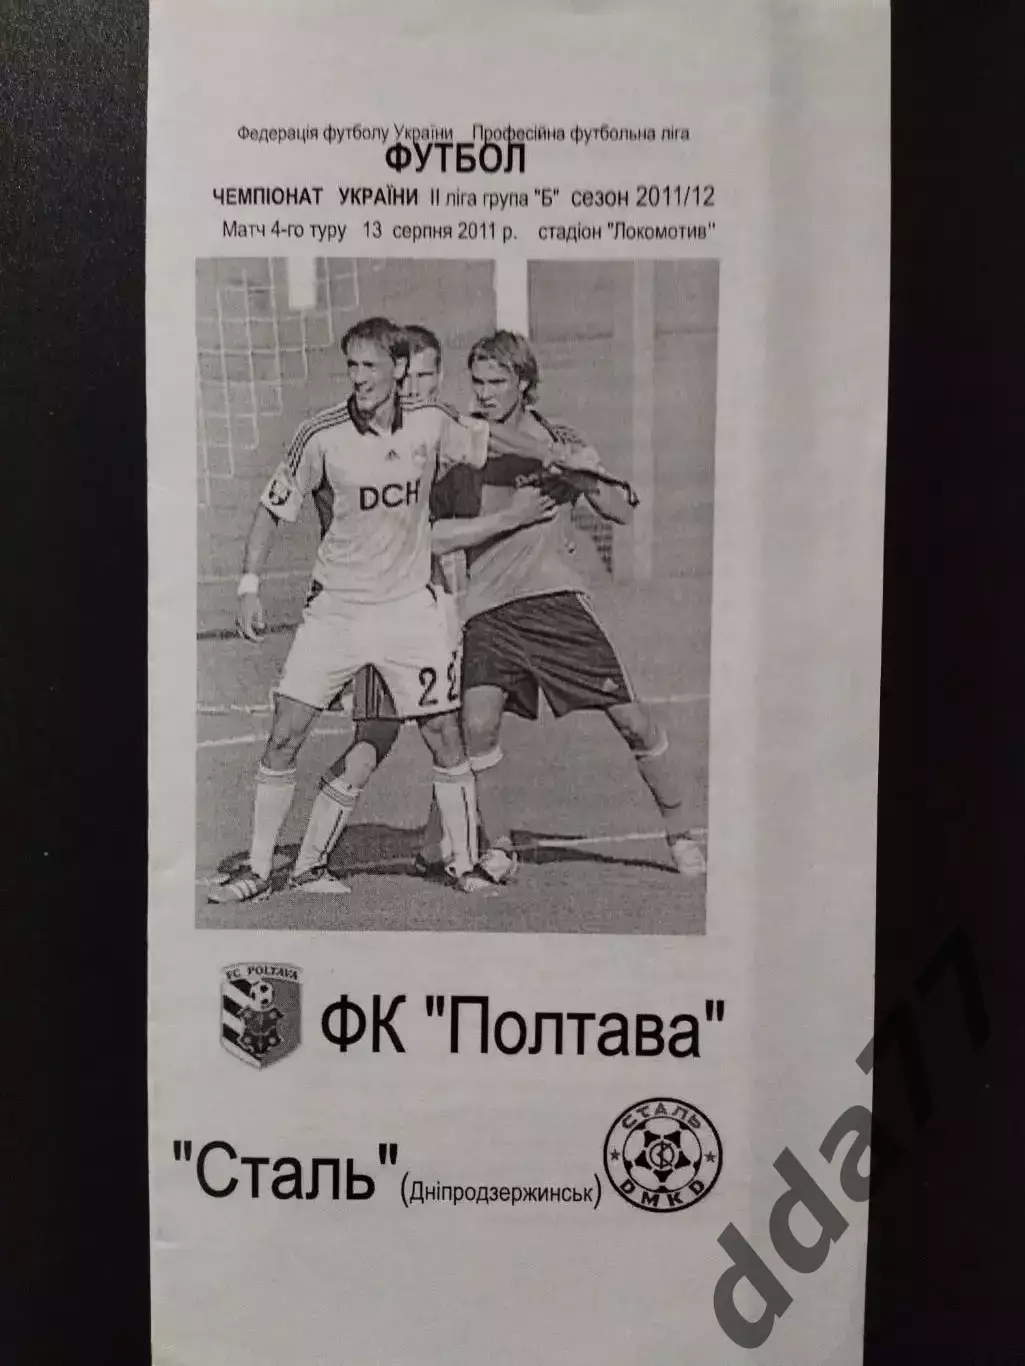 Федерація футболу України Професійна футбольна ліга
ФУТБОЛ
ЧЕМПІОНАТ УКРАЇНИ ІІ ліга група "Б" сезон 2011/12
Матч 4-го туру 13 серпня 2011 р. стадіон "Локомотив"
DCH
22
FC POLTAVA
ФК "Полтава"
"Сталь" (Дніпродзержинськ)
СТАЛЬ
DMKD
dda77